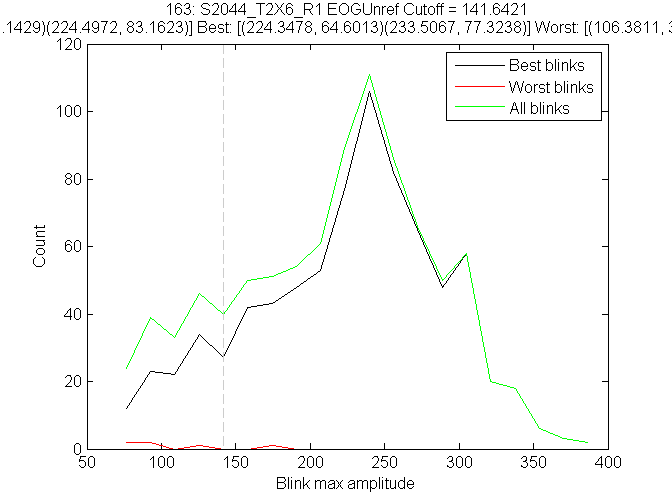 163: S2044_T2X6_R1 EOGUnref Cutoff = 141.6421
.1429)(224.4972, 83.1623)] Best: [(224.3478, 64.6013)(233.5067, 77.3238)] Worst: [(106.3811, 3
120
100
80
60
40
20
0
Count
50
100
150
200
250
300
350
400
Blink max amplitude
Best blinks
Worst blinks
All blinks